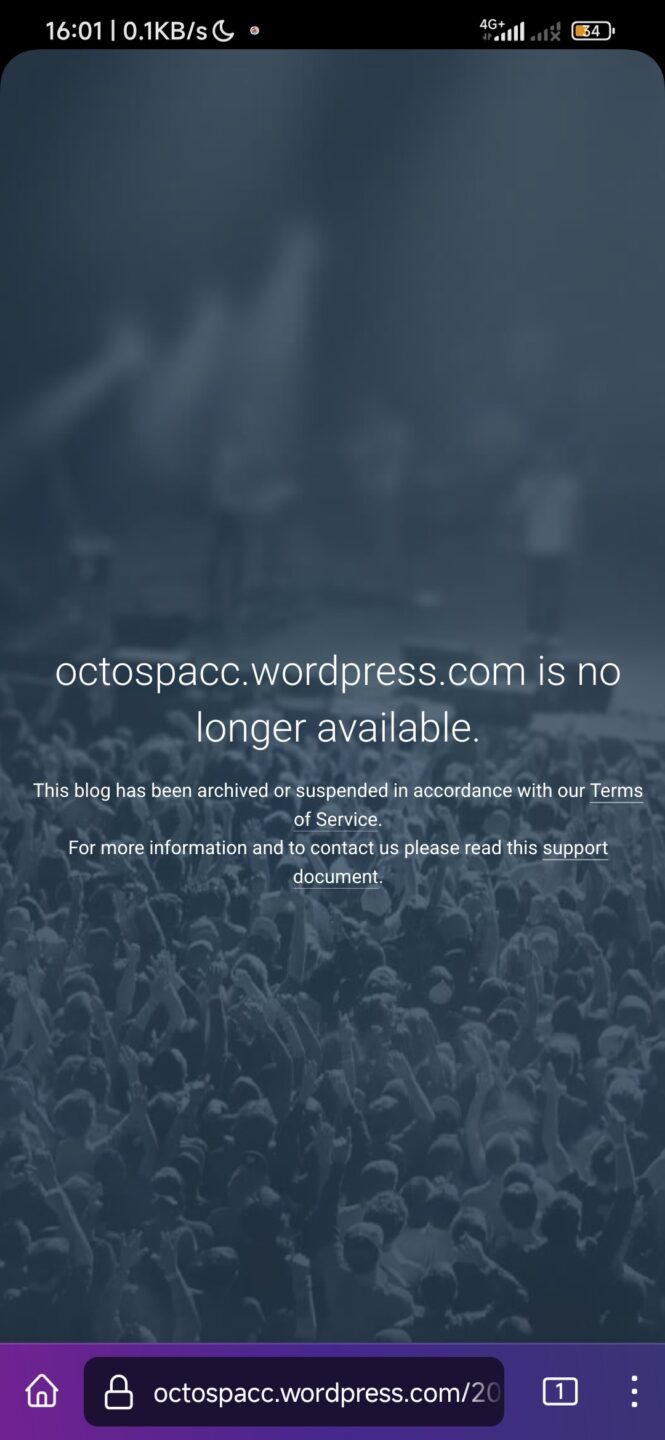 16:01 | 0.1KB/s
4G+
34
octospacc.wordpress.com is no
longer available.
This blog has been archived or suspended in accordance with our Terms
of Service.
For more information and to contact us please read this support
document.
octospacc.wordpress.com/20
1